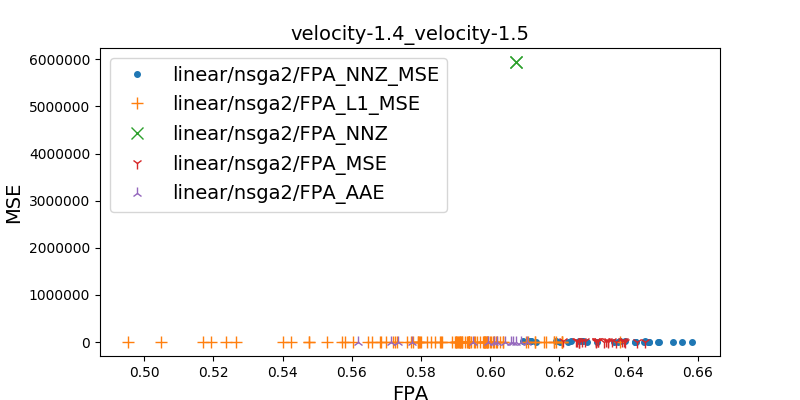 velocity-1.4_velocity-1.5
6000000
5000000
4000000
3000000
2000000
1000000
0
MSE
linear/nsga2/FPA_NNZ_MSE
linear/nsga2/FPA_L1_MSE
linear/nsga2/FPA_NNZ
linear/nsga2/FPA_MSE
linear/nsga2/FPA_AAE
0.50 0.52 0.54 0.56 0.58 0.60 0.62 0.64 0.66
FPA